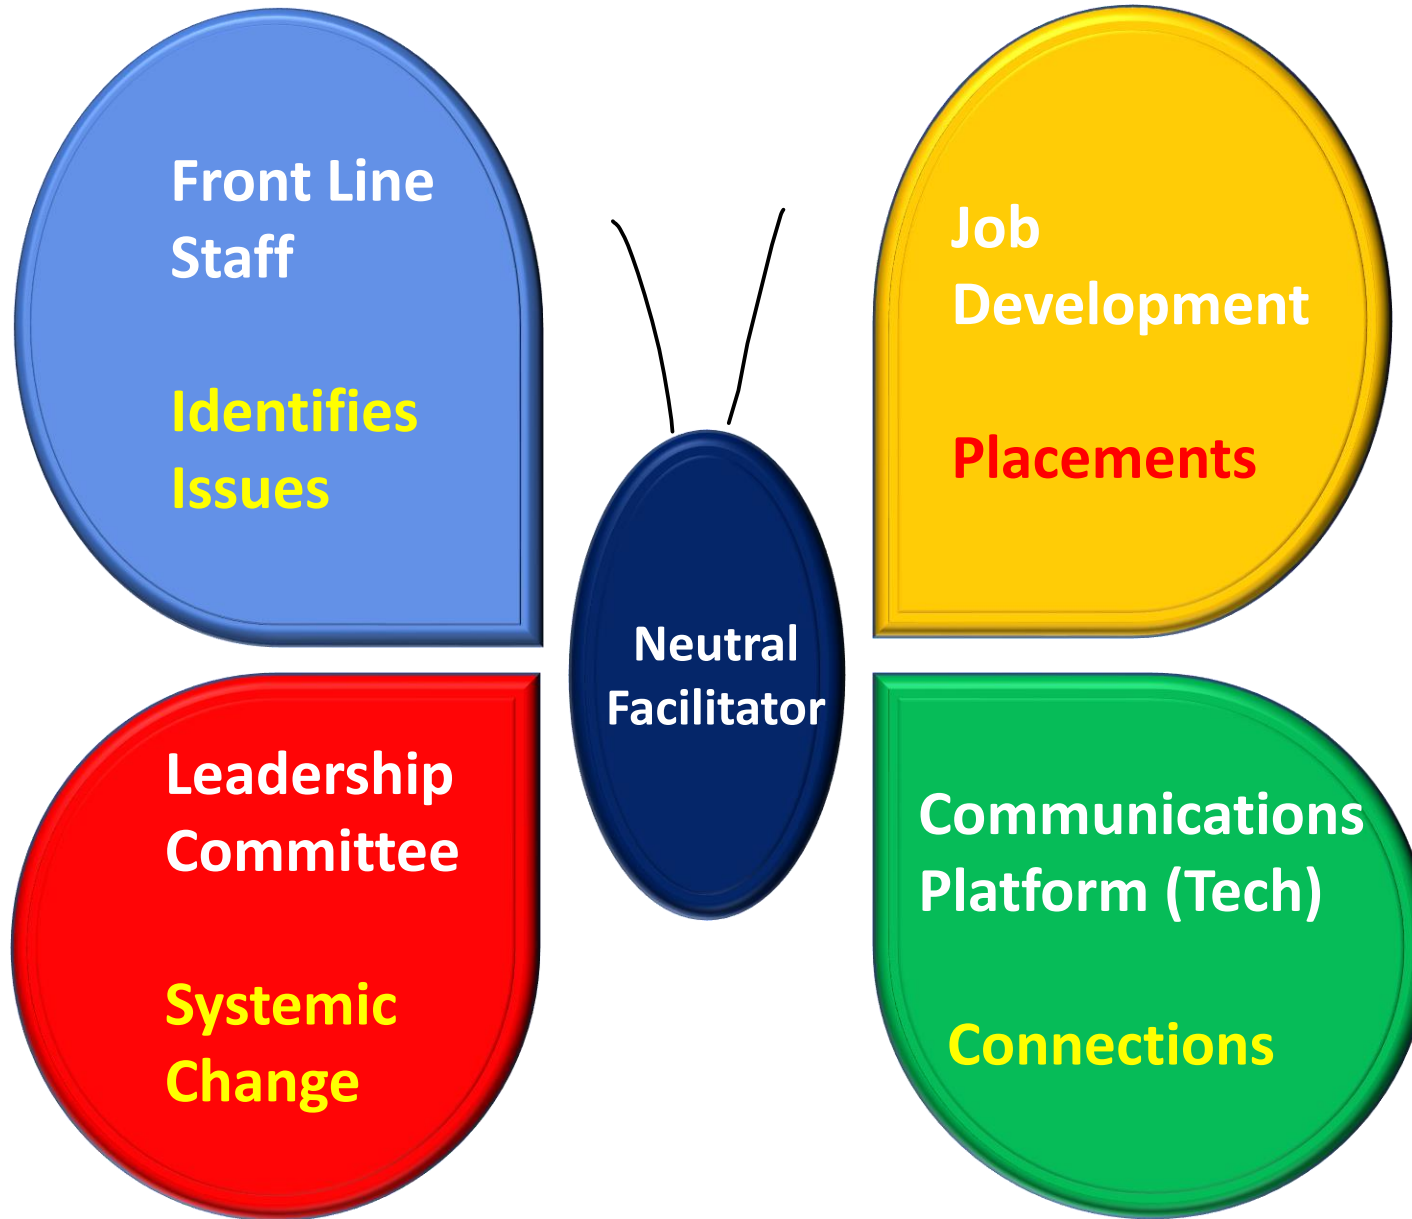 Front Line
Staff
Identifies
Issues
Job
Development
Placements
Neutral
Facilitator
Leadership
Committee
Systemic
Change
Communications
Platform (Tech)
Connections